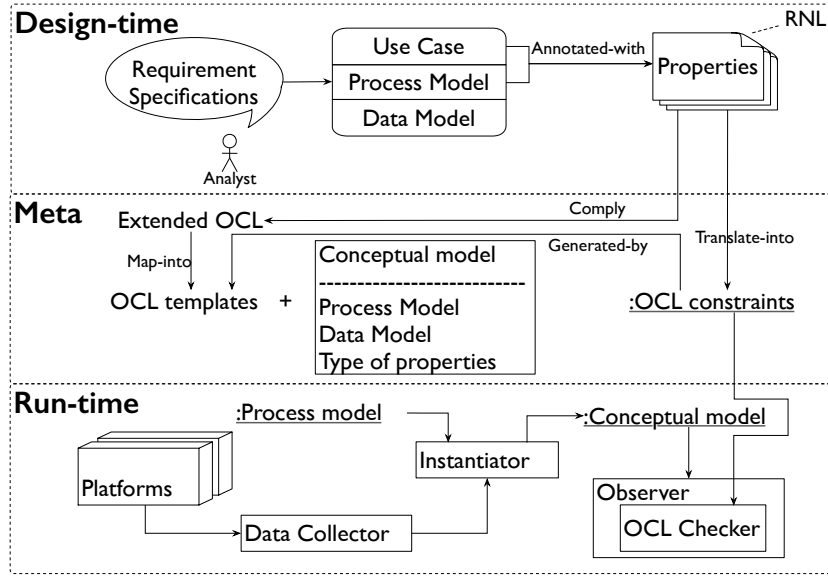 Design-time
RNL
Use Case
Annotated-with
Requirement
Specifications
Process Model
Properties
Data Model
Analyst
Meta
Extended OCL
Comply
Map-into
Conceptual model
Generated-by
Translate-into
----------------------------
OCL templates
+
Process Model
:OCL constraints
Data Model
Type of properties
Run-time
:Process model
:Conceptual model
Platforms
Instantiator
Observer
Data Collector
OCL Checker